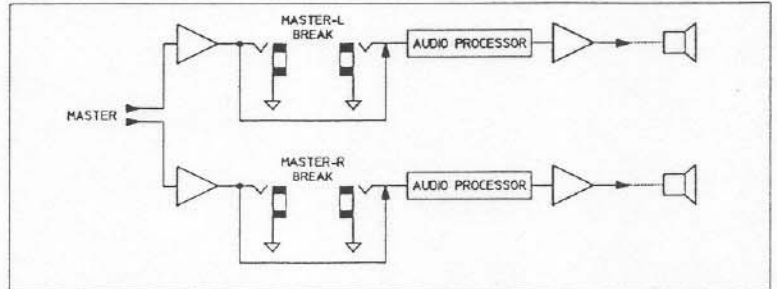 MASTER-L
BREAK
AUDIO PROCESSOR
MASTER
MASTER-R
BREAK
AUDIO PROCESSOR